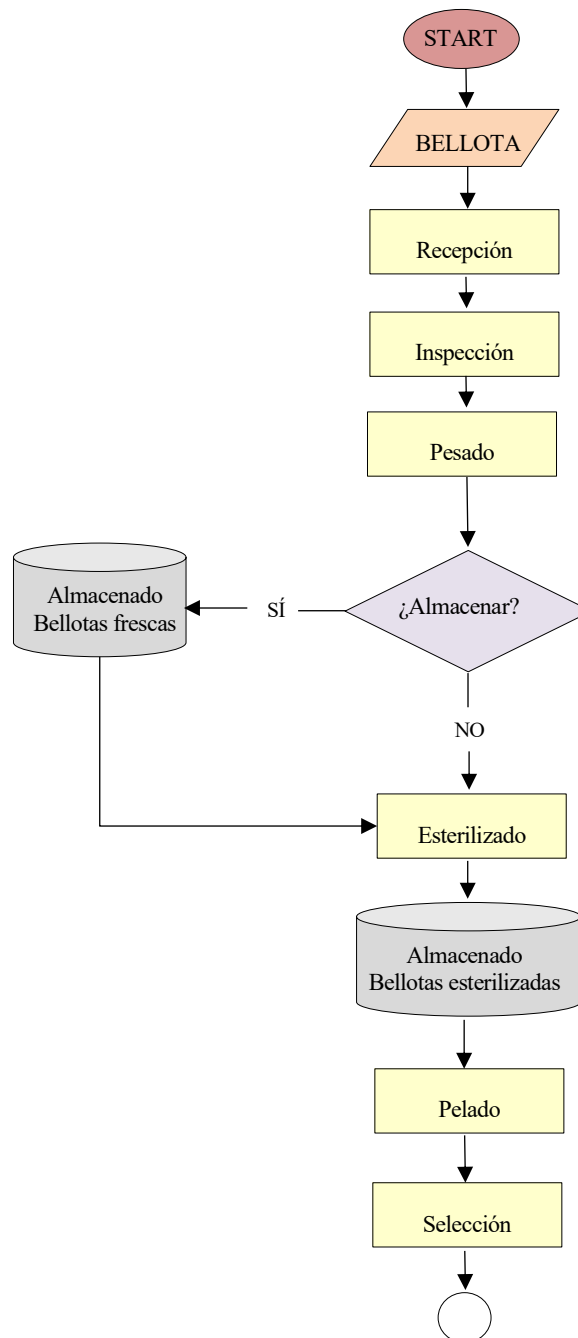 START
BELLOTA
Recepción
Inspección
Pesado
¿Almacenar?
SÍ
Almacenado
Bellotas frescas
NO
Esterilizado
Almacenado
Bellotas esterilizadas
Pelado
Selección